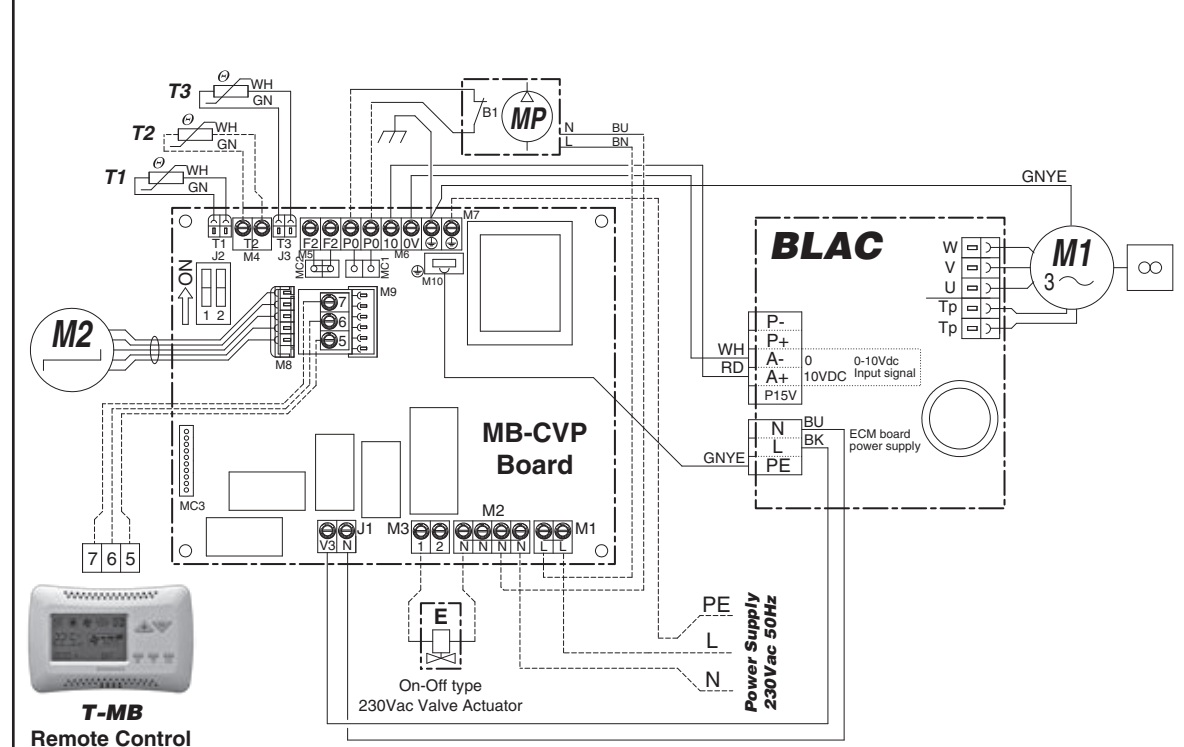 T3
Θ
WH
GN
T2
Θ
WH
GN
T1
Θ
WH
GN
B1
MP
N BU
L BN
GNYE
M7
T1 T2 T3 F2 F2 P0 P0 10 0V
J2 M4 J3 M5 M6
MC2
MC1
M10
ON
1 2
M2
M8
7
6
5
M9
BLAC
W
V
U
Tp
Tp
M1
3 ~
8
P-
P+
WH A- 0 0-10Vdc
RD A+ 10VDC Input signal
P15V
N BU
L BK
GNYE PE
ECM board
power supply
MB-CVP
Board
MC3
J1 M3 M2 M1
V3 N 1 2 N N N N L L
7 6 5
E
On-Off type
230Vac Valve Actuator
PE
L
N
Power Supply
230Vac 50Hz
T-MB
Remote Control